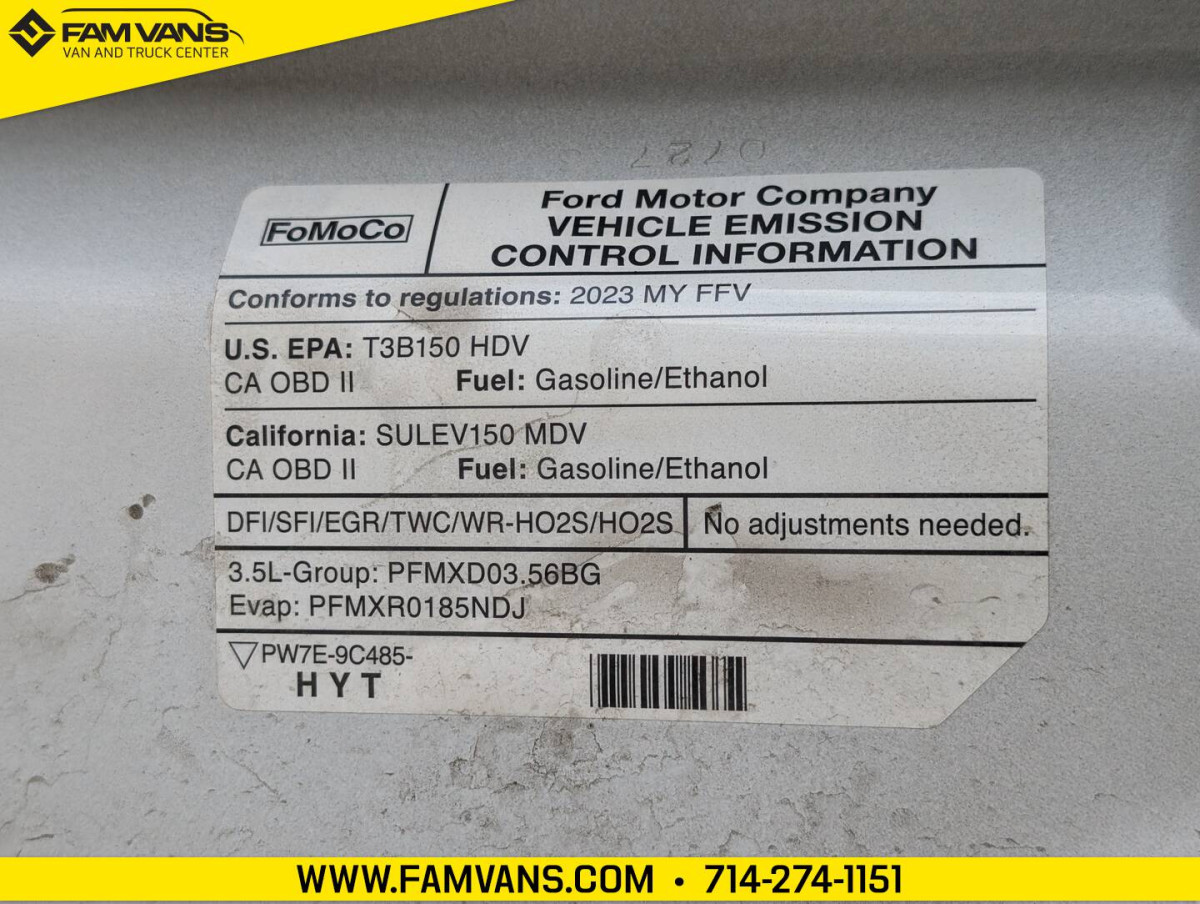 FAMVANS
VAN AND TRUCK CENTER
FoMoCo
Ford Motor Company
VEHICLE EMISSION
CONTROL INFORMATION
Conforms to regulations: 2023 MY FFV
U.S. EPA: T3B150 HDV
CA OBD II Fuel: Gasoline/Ethanol
California: SULEV150 MDV
CA OBD II Fuel: Gasoline/Ethanol
DFI/SFI/EGR/TWC/WR-HO2S/HO2S No adjustments needed.
3.5L-Group: PFMXD03.56BG
Evap: PFMXR0185NDJ
PW7E-9C485-
HYT
WWW.FAMVANS.COM • 714-274-1151